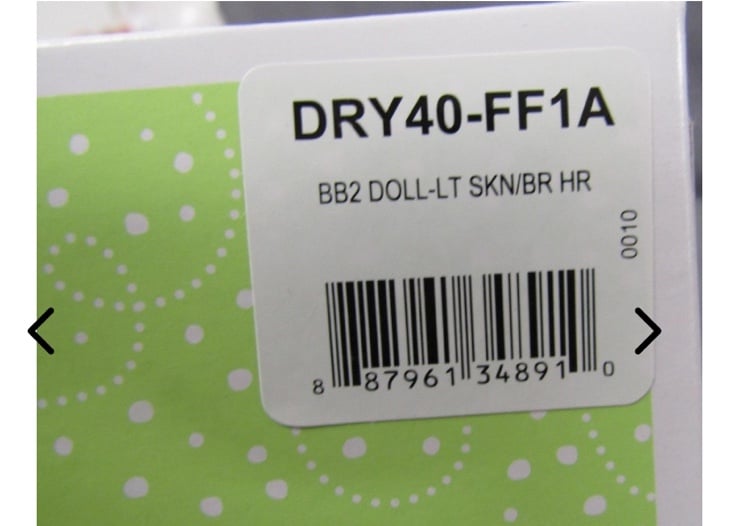 DRY40-FF1A
BB2 DOLL-LT SKN/BR HR
0010
8 87961 34891 0